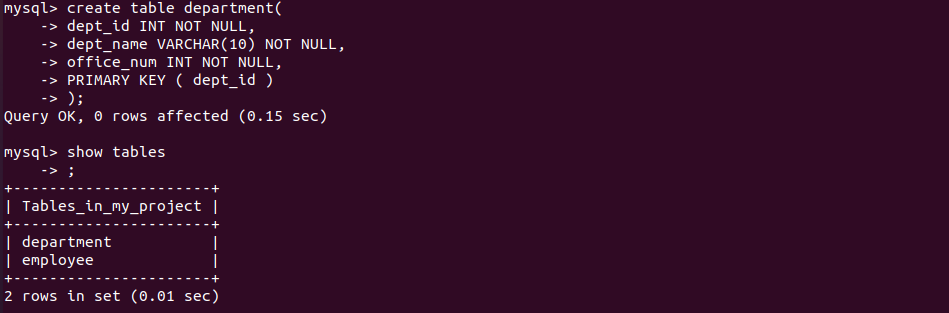 mysql> create table department(
    -> dept_id INT NOT NULL,
    -> dept_name VARCHAR(10) NOT NULL,
    -> office_num INT NOT NULL,
    -> PRIMARY KEY ( dept_id )
    -> );
Query OK, 0 rows affected (0.15 sec)

mysql> show tables
    -> ;
+----------------------+
| Tables_in_my_project |
+----------------------+
| department           |
| employee             |
+----------------------+
2 rows in set (0.01 sec)